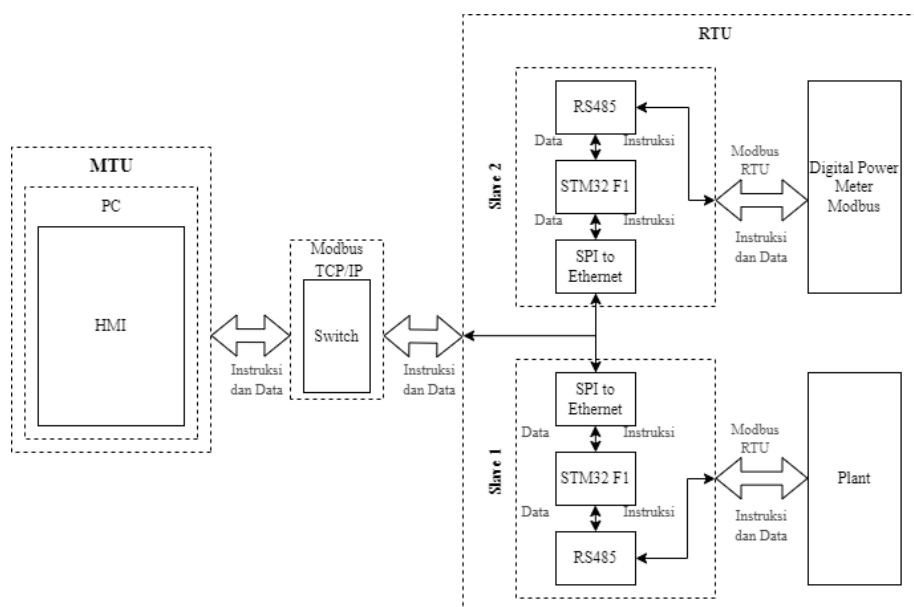 MTU
PC
HMI
Instruksi
dan Data
Modbus
TCP/IP
Switch
Instruksi
dan Data
RTU
Slave 2
RS485
Data
Instruksi
STM32 F1
Data
Instruksi
SPI to
Ethernet
Modbus
RTU
Instruksi
dan Data
Digital Power
Meter
Modbus
Slave 1
SPI to
Ethernet
Data
Instruksi
STM32 F1
Data
Instruksi
RS485
Modbus
RTU
Instruksi
dan Data
Plant